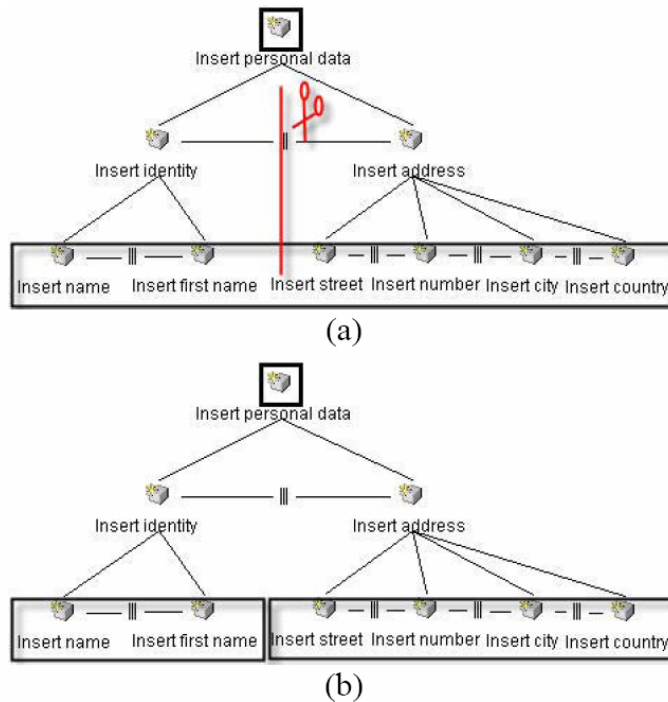 Insert personal data
|||
Insert identity Insert address
||| ||| ||| |||
Insert name Insert first name Insert street Insert number Insert city Insert country
(a)
Insert personal data
|||
Insert identity Insert address
||| ||| ||| |||
Insert name Insert first name Insert street Insert number Insert city Insert country
(b)